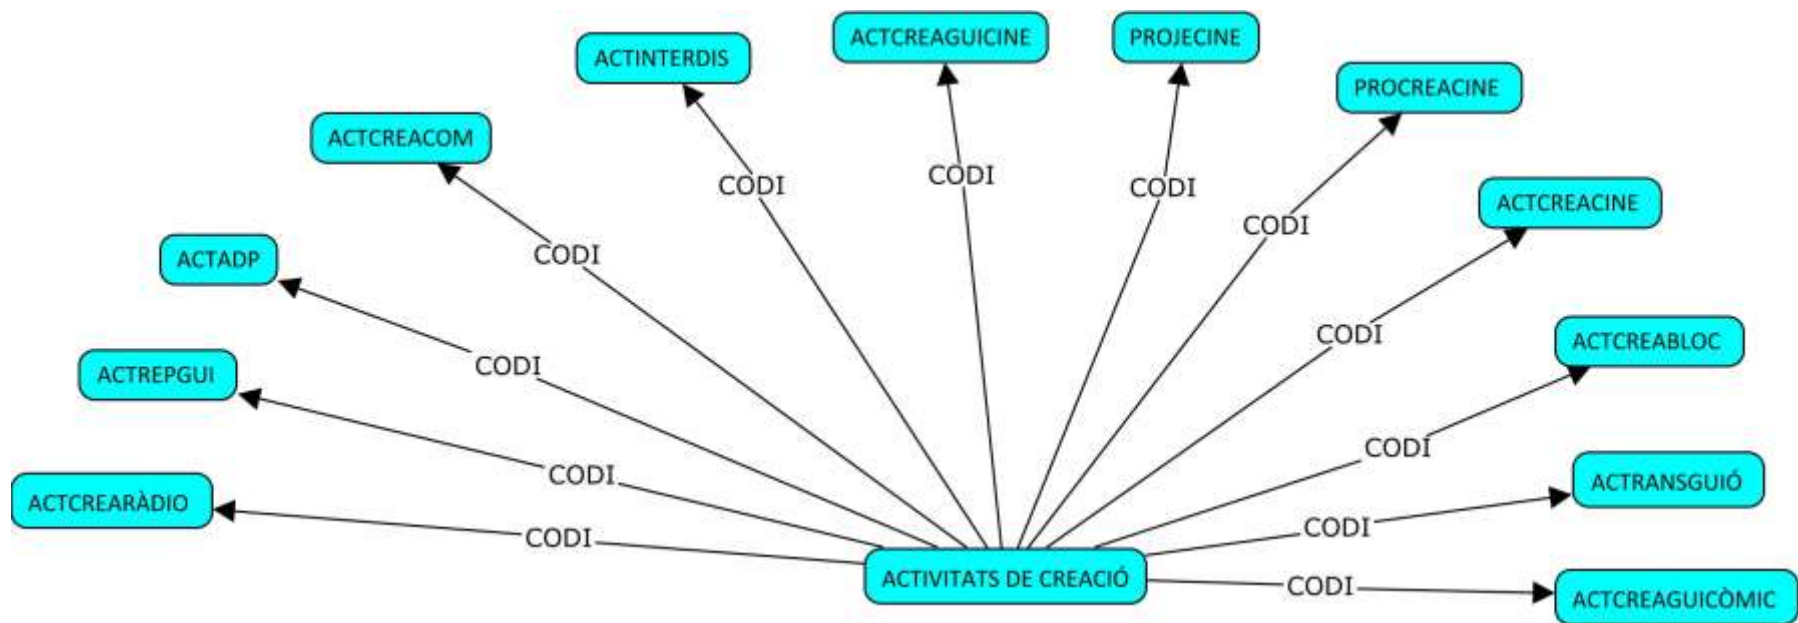 ACTCREAGUICINE
PROJECINE
ACTINTERDIS
PROCREACINE
ACTCREACOM
CODI
CODI
CODI
ACTCREACINE
CODI
CODI
ACTADP
CODI
ACTCREABLOC
CODI
ACTREPGUI
CODI
CODI
CODI
ACTRANSGUIÓ
ACTCREARÀDIO
CODI
CODI
ACTIVITATS DE CREACIÓ
CODI
ACTCREAGUICÒMIC